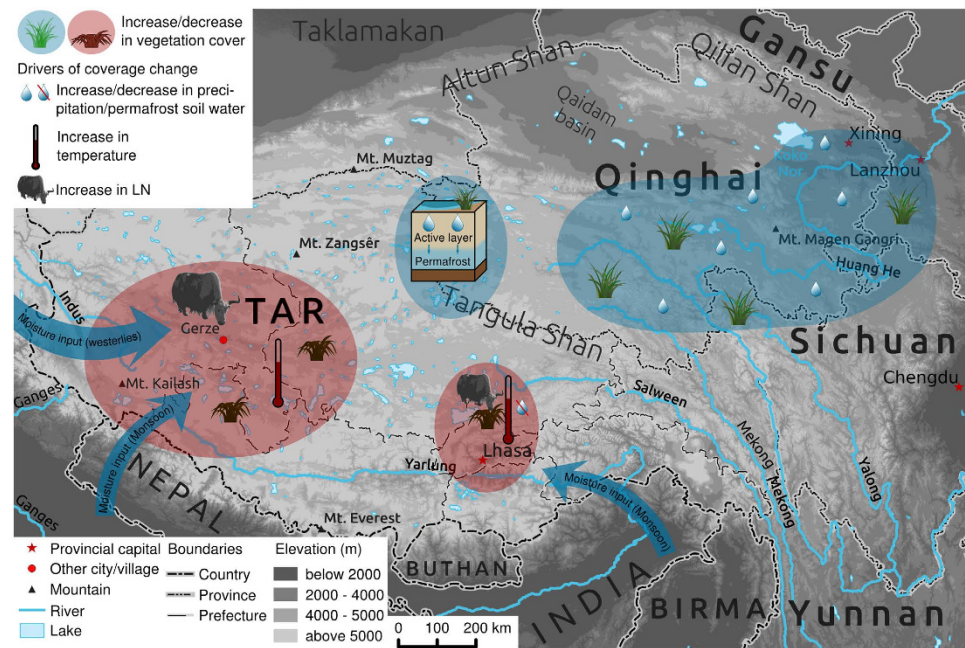 Increase/decrease
in vegetation cover
Drivers of coverage change
Increase/decrease in preci-
pitation/permafrost soil water
Increase in
temperature
Increase in LN
Taklamakan
Altun Shan
Qilian Shan
Gansu
Qaidam
basin
Koko
Nor
Xining
Lanzhou
Qinghai
Mt. Muztag
Mt. Zangsêr
Active layer
Permafrost
Mt. Magen Gangri
Huang He
Indus
Moisture input (westerlies)
TAR
Gerze
Tangula Shan
Sichuan
Chengdu
Mt. Kailash
Ganges
Moisture input (Monsoon)
Salween
Lhasa
Yarlung
Mekong
Mekong
Yalong
Moisture input, (Monsoon)
NEPAL
Ganges
Mt. Everest
BUTHAN
INDIA
BIRMA
Yunnan
Provincial capital
Other city/village
Mountain
River
Lake
Boundaries
Country
Province
Prefecture
Elevation (m)
below 2000
2000 - 4000
4000 - 5000
above 5000
0 100 200 km